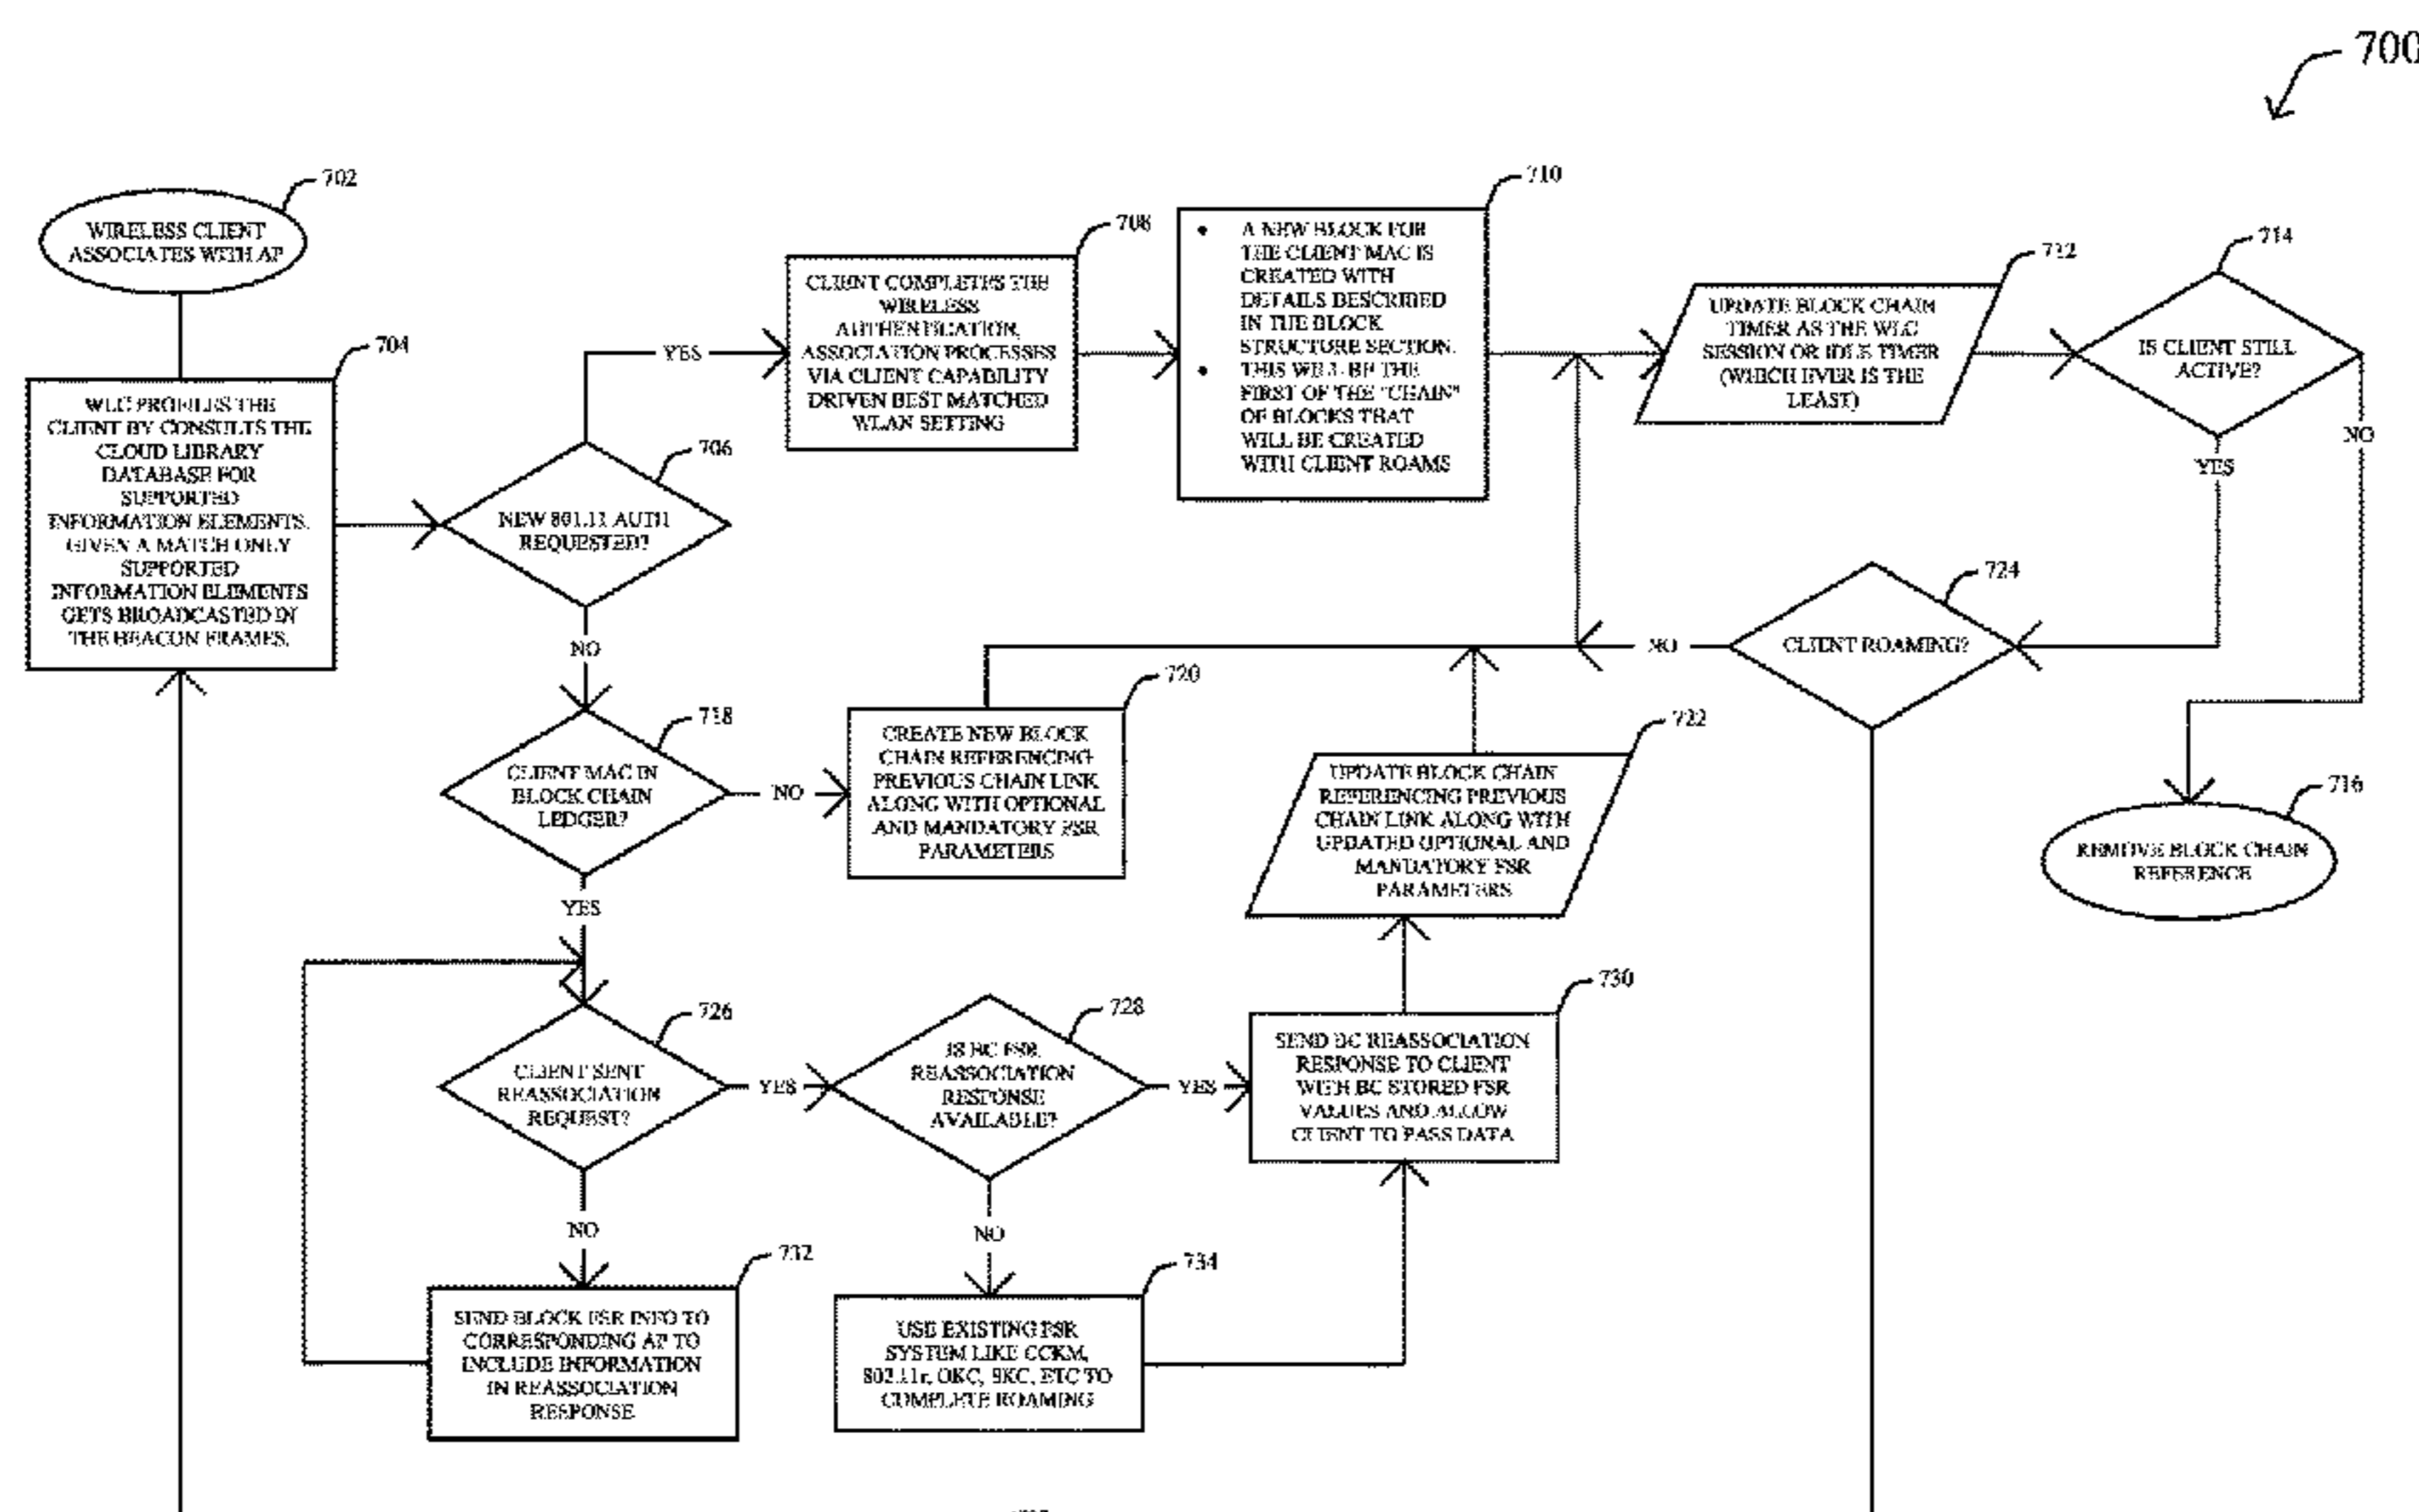 700
702
WIRELESS CLIENT
ASSOCIATES WITH AP
704
WLC PROFILES THE
CLIENT BY CONSULTS THE
CLOUD LIBRARY
DATABASE FOR
SUPPORTED
INFORMATION ELEMENTS.
GIVEN A MATCH ONLY
SUPPORTED
INFORMATION ELEMENTS
GETS BROADCASTED IN
THE BEACON FRAMES.
706
NEW 801.11 AUTH
REQUESTED?
YES
NO
708
CLIENT COMPLETES THE
WIRELESS
AUTHENTICATION,
ASSOCIATION PROCESSES
VIA CLIENT CAPABILITY
DRIVEN BEST MATCHED
WLAN SETTING
710
• A NEW BLOCK FOR
THE CLIENT MAC IS
CREATED WITH
DETAILS DESCRIBED
IN THE BLOCK
STRUCTURE SECTION.
• THIS WILL BE THE
FIRST OF THE "CHAIN"
OF BLOCKS THAT
WILL BE CREATED
WITH CLIENT ROAMS
712
UPDATE BLOCK CHAIN
TIMER AS THE WLC
SESSION OR IDLE TIMER
(WHICH EVER IS THE
LEAST)
714
IS CLIENT STILL
ACTIVE?
NO
YES
724
CLIENT ROAMING?
NO
716
REMOVE BLOCK CHAIN
REFERENCE
718
CLIENT MAC IN
BLOCK CHAIN
LEDGER?
NO
YES
720
CREATE NEW BLOCK
CHAIN REFERENCING
PREVIOUS CHAIN LINK
ALONG WITH OPTIONAL
AND MANDATORY FSR
PARAMETERS
722
UPDATE BLOCK CHAIN
REFERENCING PREVIOUS
CHAIN LINK ALONG WITH
UPDATED OPTIONAL AND
MANDATORY FSR
PARAMETERS
726
CLIENT SENT
REASSOCIATION
REQUEST?
YES
NO
728
IS BC FSR
REASSOCIATION
RESPONSE
AVAILABLE?
YES
NO
730
SEND BC REASSOCIATION
RESPONSE TO CLIENT
WITH BC STORED FSR
VALUES AND ALLOW
CLIENT TO PASS DATA
732
SEND BLOCK FSR INFO TO
CORRESPONDING AP TO
INCLUDE INFORMATION
IN REASSOCIATION
RESPONSE
734
USE EXISTING FSR
SYSTEM LIKE CCKM,
802.11r, OKC, SKC, ETC TO
COMPLETE ROAMING